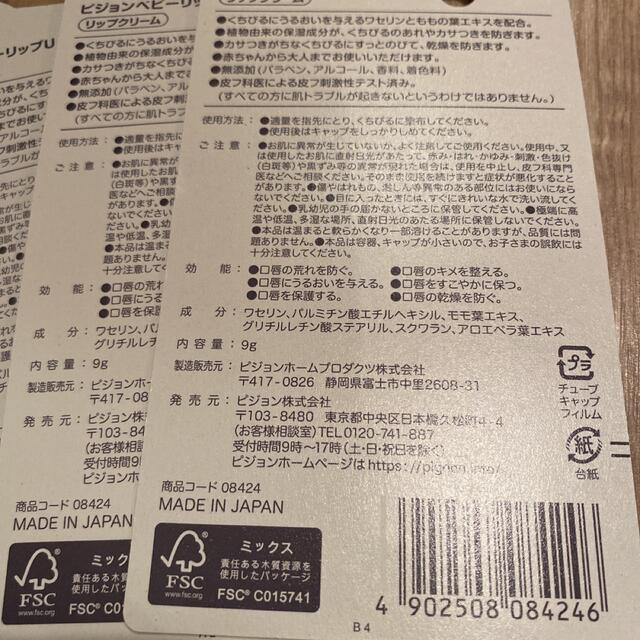 リップクリーム
●くちびるにうるおいを与えるワセリンとももの葉エキスを配合。
●植物由来の保湿成分が、くちびるのあれやカサつきを防ぎます。
●カサつきがちなくちびるにすっとのびて、乾燥を防ぎます。
●赤ちゃんから大人までお使いいただけます。
●無添加(パラベン、アルコール、香料、着色料)
●皮フ科医による皮フ刺激性テスト済み。
(すべての方に肌トラブルが起きないというわけではありません。)
使用方法:●適量を指先にとり、くちびるに塗布してください。
●使用後はキャップをしっかりしめてください。
ご注意:●お肌に異常が生じていないか、よく注意してご使用ください。使用中、又
は使用したお肌に直射日光があたって、赤み・はれ・かゆみ・刺激・色抜け
(白斑等)や黒ずみ等の異常が現れた場合は、使用を中止し、皮フ科専門
医などへご相談ください。そのまま使用を続けますと症状が悪化すること
があります。●傷やはれもの、湿しん等異常のある部位にはお使いになら
ないでください。●目に入ったときには、すぐにきれいな水で洗い流してく
ださい。●乳幼児の手の届かないところに保管してください。●極端に高
温や低温、多湿な場所、直射日光のあたる場所に保管しないでください。
●本品は温まると軟らかくなり一部溶けることがありますが、品質には問
題ありません。●本品は容器、キャップが小さいので、お子さまの誤飲には
十分注意してください。
効能:●口唇の荒れを防ぐ。 ●口唇のキメを整える。
●口唇にうるおいを与える。●口唇をすこやかに保つ。
●口唇を保護する。 ●口唇の乾燥を防ぐ。
成分:ワセリン、パルミチン酸エチルヘキシル、モモ葉エキス、
グリチルレチン酸ステアリル、スクワラン、アロエベラ葉エキス
内容量:9g
製造販売元:ピジョンホームプロダクツ株式会社
〒417-0826 静岡県富士市中里2608-31
発売元:ピジョン株式会社
〒103-8480 東京都中央区日本橋久松町4-4
(お客様相談室)TEL0120-741-887
受付時間9時〜17時(土・日・祝日を除く)
ピジョンホームページは https://pigeon.info/
プラ
チューブ
キャップ
フィルム
紙
台紙
商品コード 08424
MADE IN JAPAN
FSC
www.fsc.org
ミックス
責任ある木質資源を
使用したパッケージ
FSC® C015741
B4
4 902508 084246